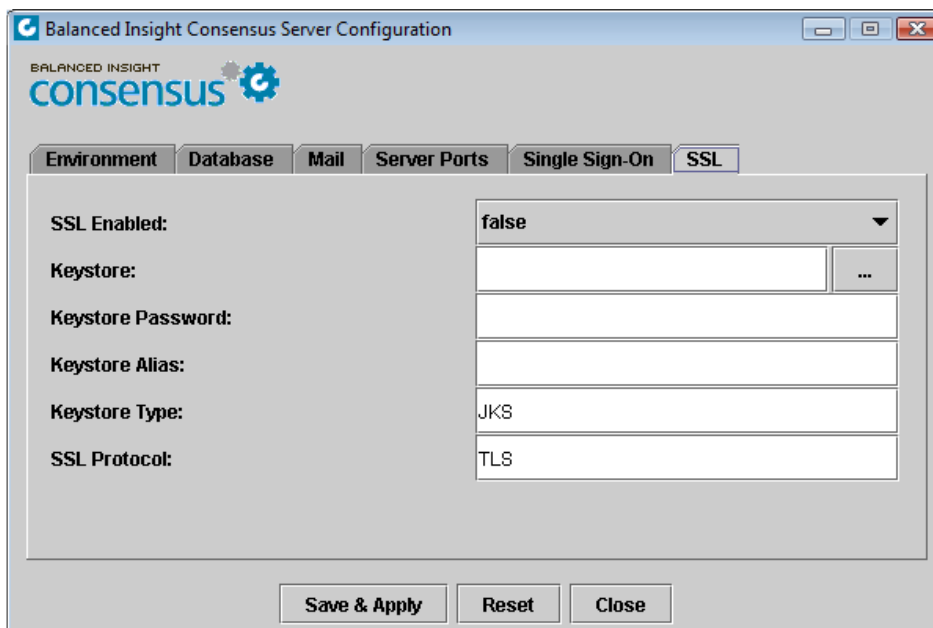 Balanced Insight Consensus Server Configuration
BALANCED INSIGHT
consensus
Environment Database Mail Server Ports Single Sign-On SSL
SSL Enabled: false
Keystore: ...
Keystore Password:
Keystore Alias:
Keystore Type: JKS
SSL Protocol: TLS
Save & Apply Reset Close